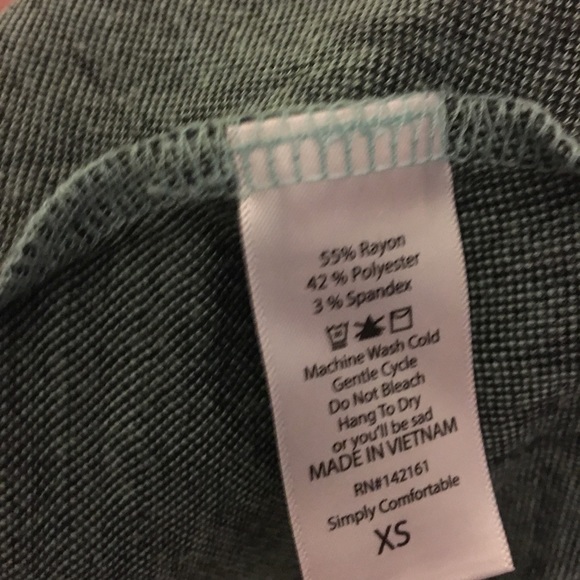 55% Rayon
42 % Polyester
3 % Spandex
Machine Wash Cold
Gentle Cycle
Do Not Bleach
Hang To Dry
or you'll be sad
MADE IN VIETNAM
RN#142161
Simply Comfortable
XS